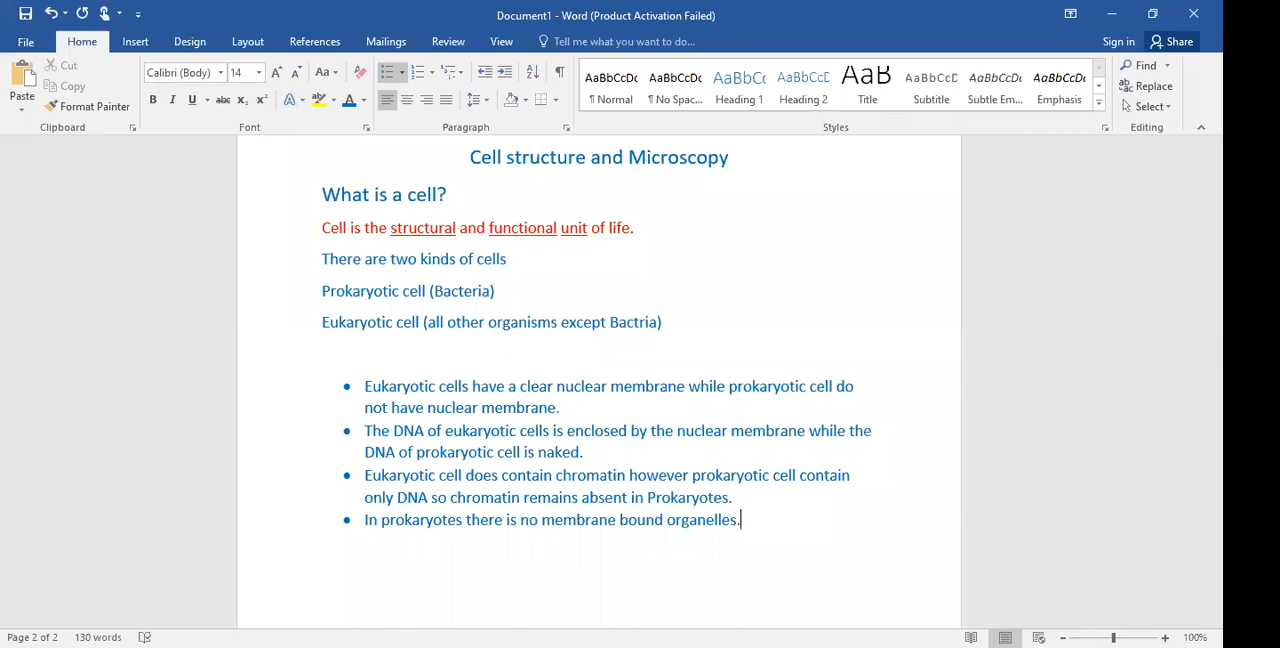 Document1 - Word (Product Activation Failed)
File Home Insert Design Layout References Mailings Review View Tell me what you want to do... Sign in Share
Paste
Cut
Copy
Format Painter
Clipboard
Calibri (Body) 14 Aa
B I U abc X₂ X² A A
Font
Paragraph
AaBbCcDc AaBbCcDc AaBbCc AaBbCcD AaB AaBbCcD AaBbCcDc AaBbCcDc
¶ Normal ¶ No Spac... Heading 1 Heading 2 Title Subtitle Subtle Em... Emphasis
Styles
Find
Replace
Select
Editing
Cell structure and Microscopy
What is a cell?
Cell is the structural and functional unit of life.
There are two kinds of cells
Prokaryotic cell (Bacteria)
Eukaryotic cell (all other organisms except Bactria)
• Eukaryotic cells have a clear nuclear membrane while prokaryotic cell do
not have nuclear membrane.
• The DNA of eukaryotic cells is enclosed by the nuclear membrane while the
DNA of prokaryotic cell is naked.
• Eukaryotic cell does contain chromatin however prokaryotic cell contain
only DNA so chromatin remains absent in Prokaryotes.
• In prokaryotes there is no membrane bound organelles.
Page 2 of 2 130 words 100%